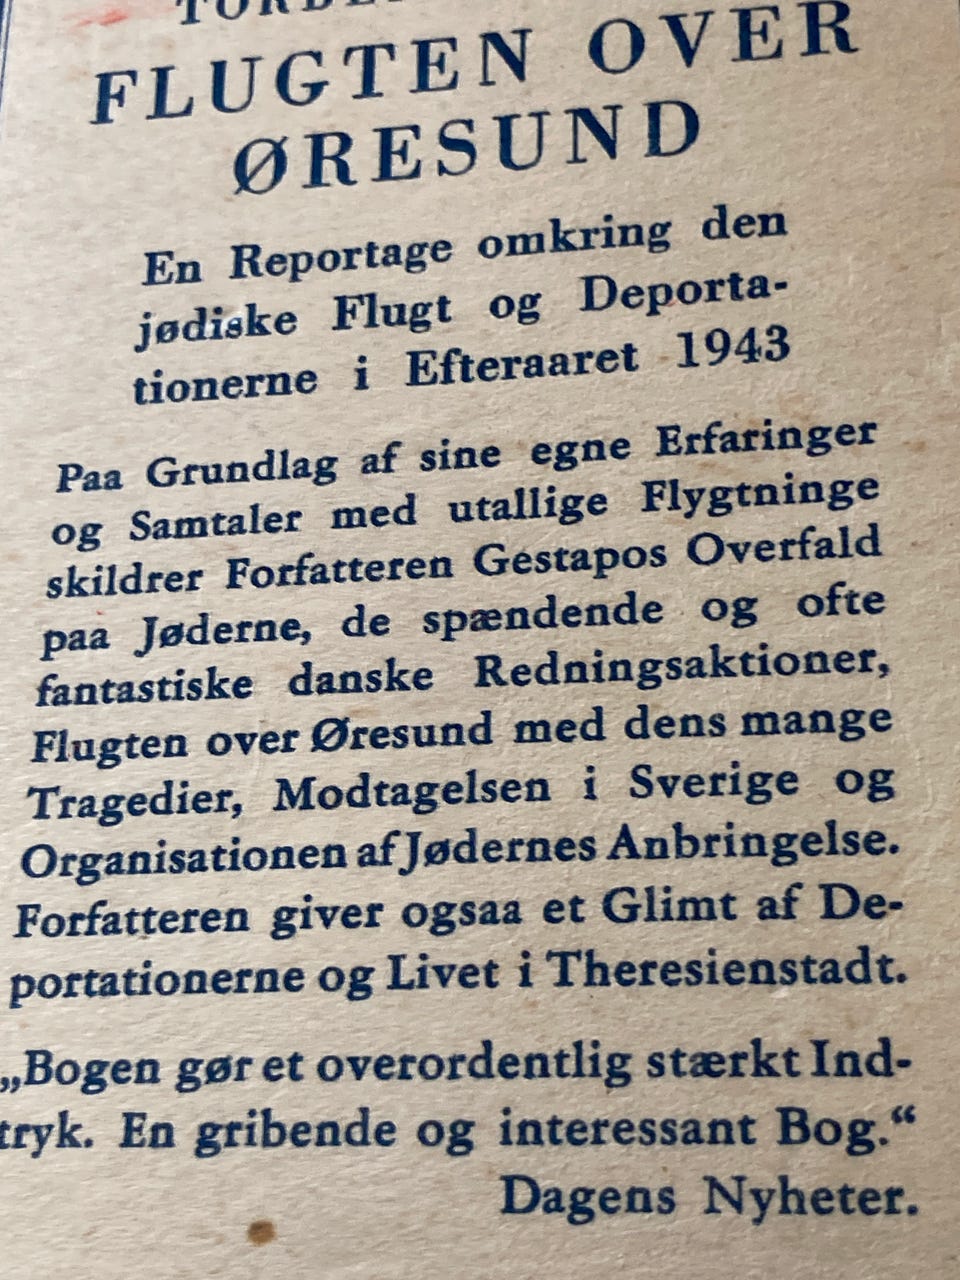 FLUGTEN OVER
ØRESUND
En Reportage omkring den
jødiske Flugt og Deporta-
tionerne i Efteraaret 1943
Paa Grundlag af sine egne Erfaringer
og Samtaler med utallige Flygtninge
skildrer Forfatteren Gestapos Overfald
paa Jøderne, de spændende og ofte
fantastiske danske Redningsaktioner,
Flugten over Øresund med dens mange
Tragedier, Modtagelsen i Sverige og
Organisationen af Jødernes Anbringelse.
Forfatteren giver ogsaa et Glimt af De-
portationerne og Livet i Theresienstadt.
„Bogen gør et overordentlig stærkt Ind-
tryk. En gribende og interessant Bog.“
Dagens Nyheter.